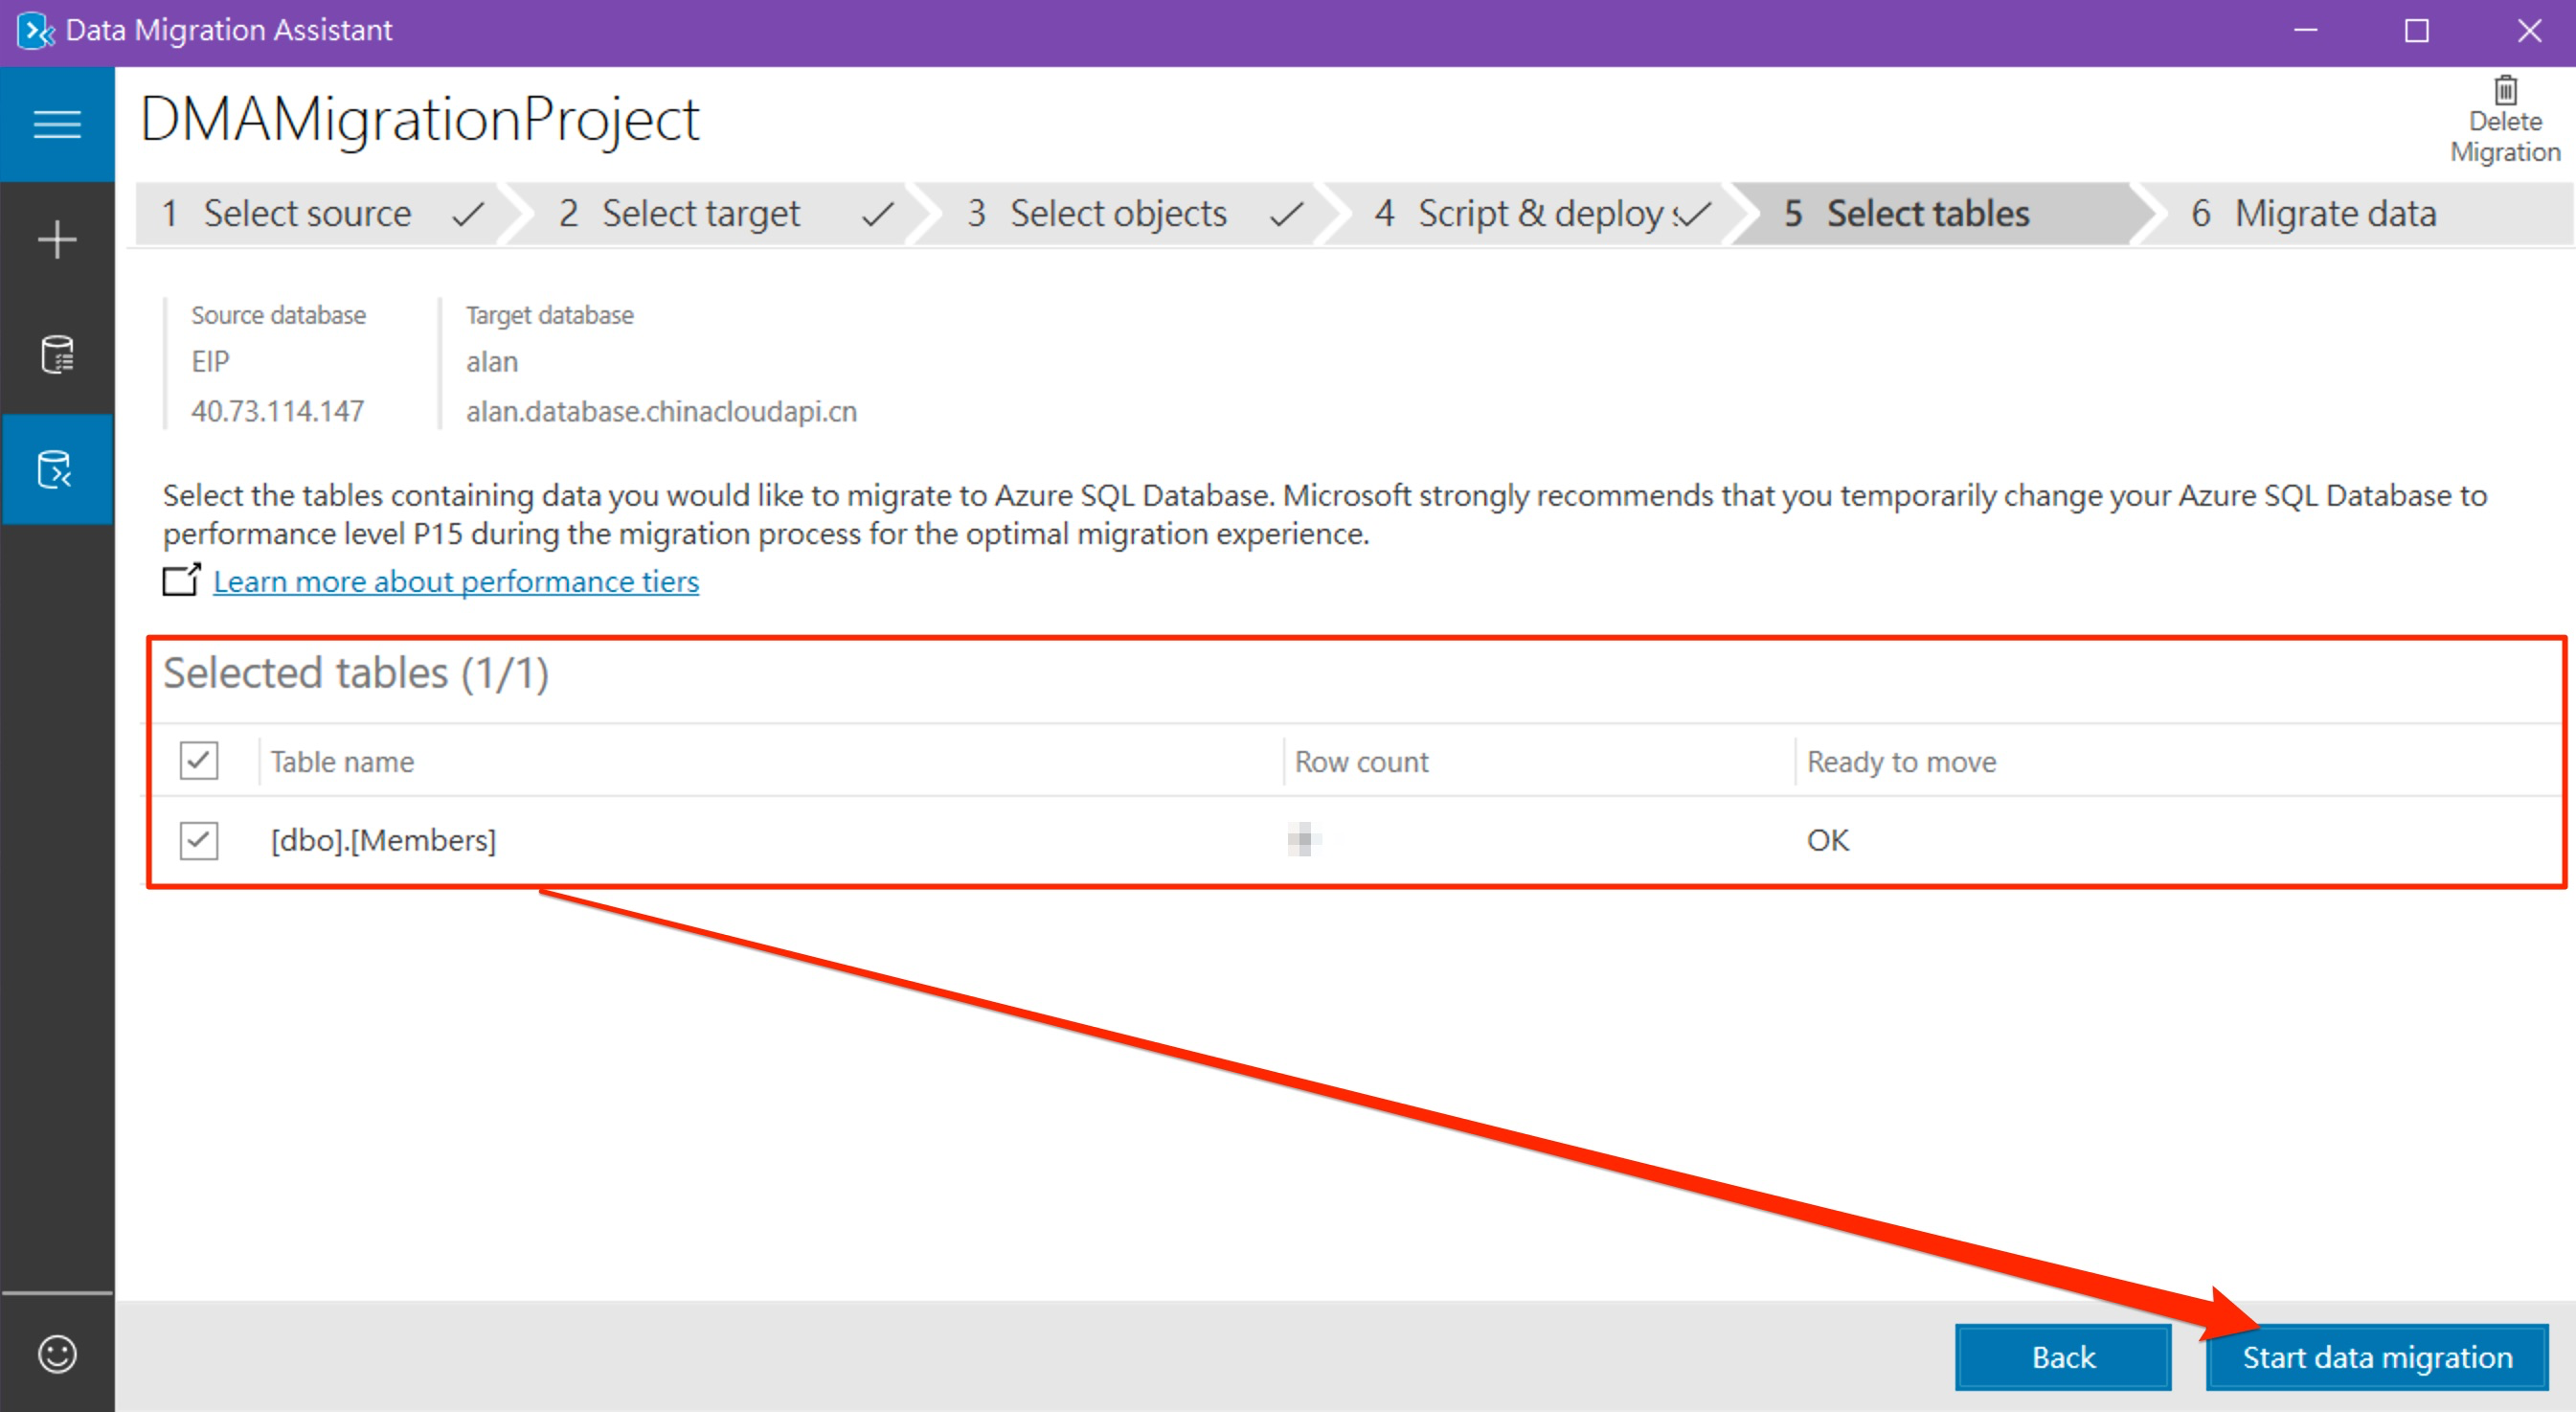 Data Migration Assistant
DMAMigrationProject
Delete
Migration
1 Select source
2 Select target
3 Select objects
4 Script & deploy s
5 Select tables
6 Migrate data
Source database
EIP
40.73.114.147
Target database
alan
alan.database.chinacloudapi.cn
Select the tables containing data you would like to migrate to Azure SQL Database. Microsoft strongly recommends that you temporarily change your Azure SQL Database to
performance level P15 during the migration process for the optimal migration experience.
Learn more about performance tiers
Selected tables (1/1)
Table name Row count Ready to move
[dbo].[Members] OK
Back
Start data migration